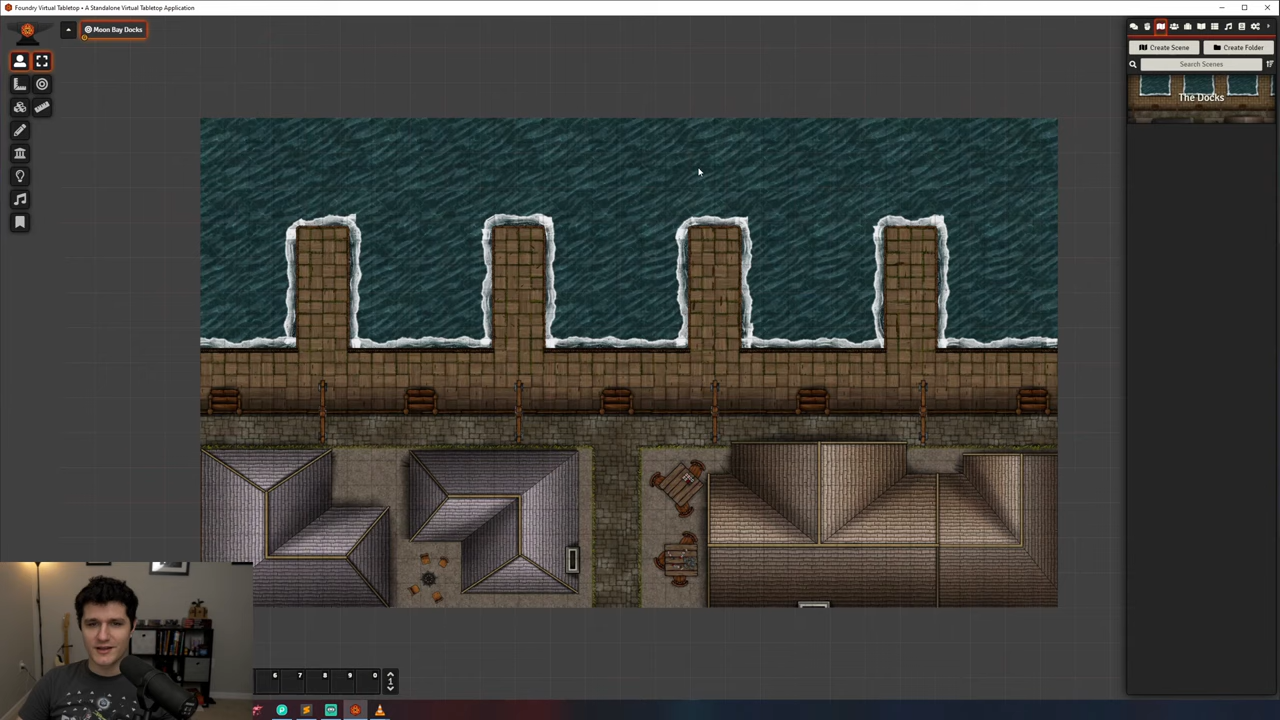 Foundry Virtual Tabletop • A Standalone Virtual Tabletop Application
Moon Bay Docks
Create Scene
Create Folder
Search Scenes
The Docks
6 7 8 9 0
1